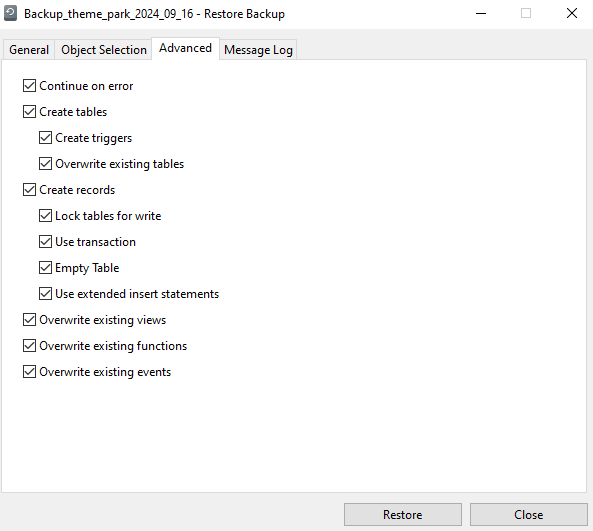 Backup_theme_park_2024_09_16 - Restore Backup
General Object Selection Advanced Message Log
Continue on error
Create tables
Create triggers
Overwrite existing tables
Create records
Lock tables for write
Use transaction
Empty Table
Use extended insert statements
Overwrite existing views
Overwrite existing functions
Overwrite existing events
Restore Close